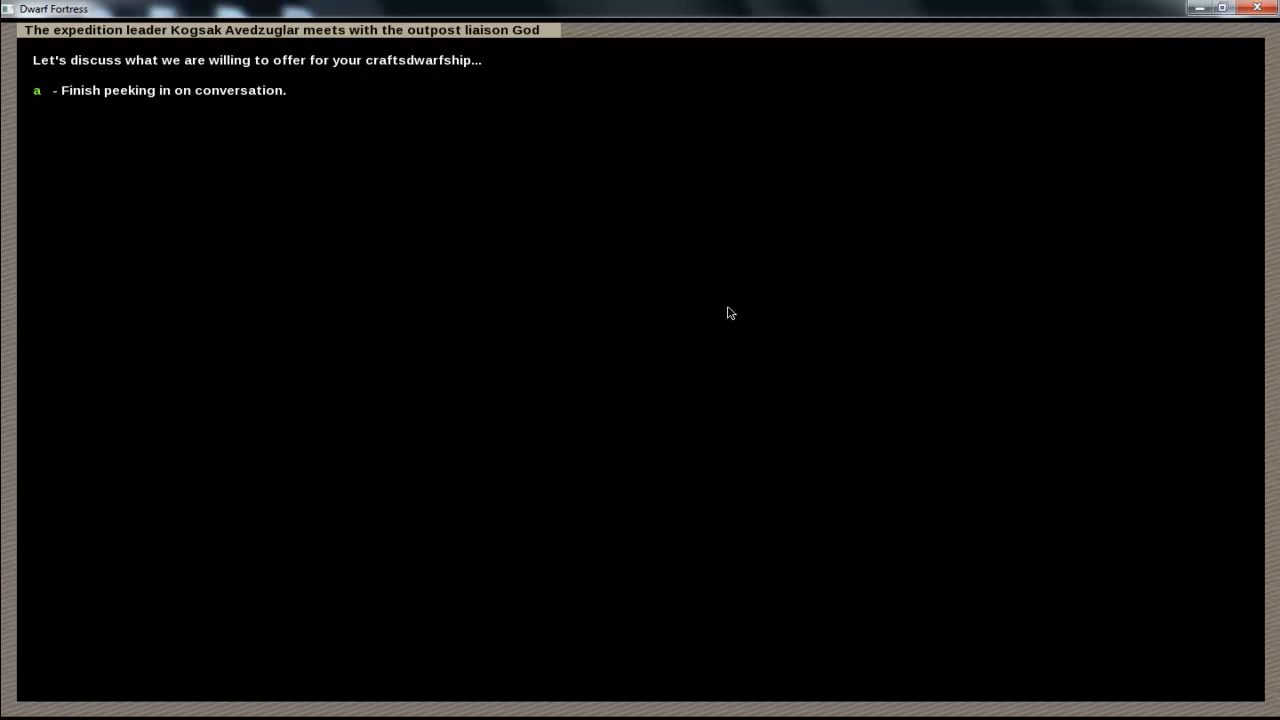 Dwarf Fortress
The expedition leader Kogsak Avedzuglar meets with the outpost liaison God
Let's discuss what we are willing to offer for your craftsdwarfship...
a - Finish peeking in on conversation.